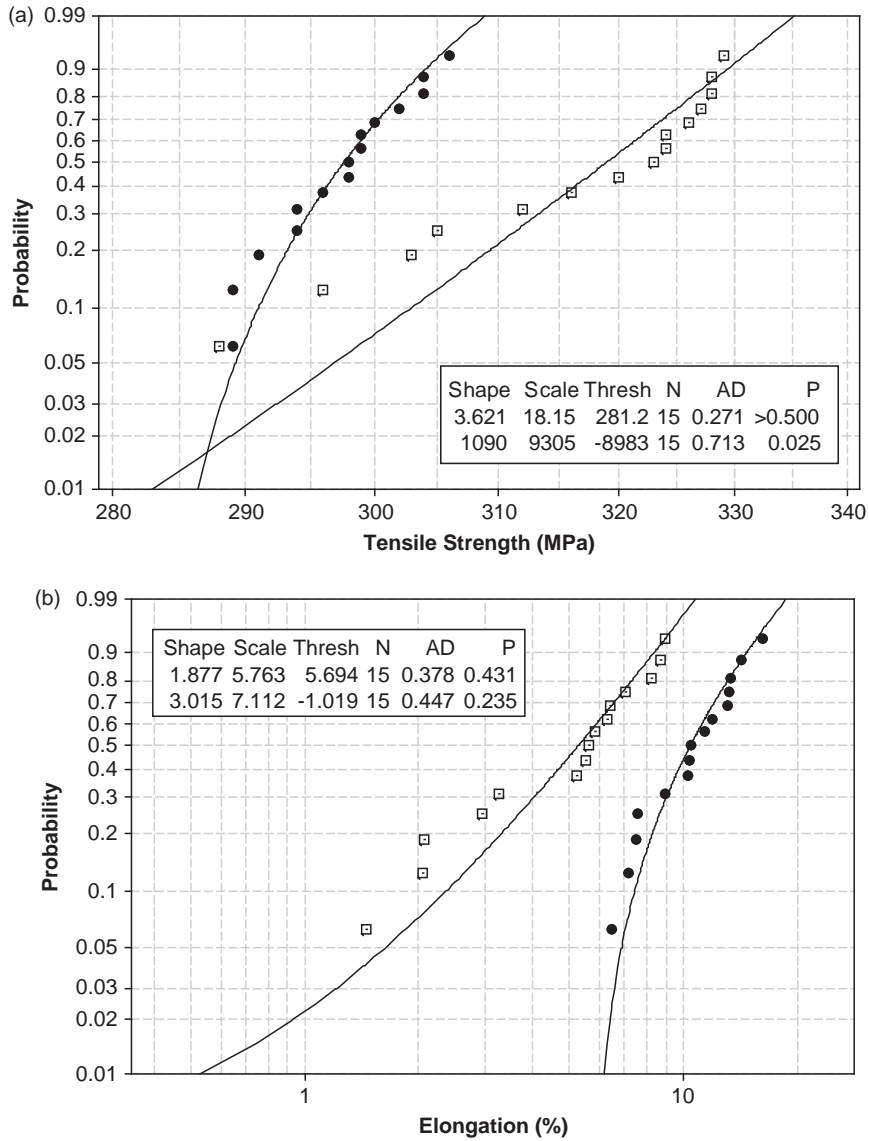 (a)
0.99
0.9
0.8
0.7
0.6
0.5
0.4
0.3
0.2
0.1
0.05
0.03
0.02
0.01
Probability
Shape Scale Thresh N AD P
3.621 18.15 281.2 15 0.271 >0.500
1090 9305 -8983 15 0.713 0.025
280 290 300 310 320 330 340
Tensile Strength (MPa)
(b)
0.99
0.9
0.8
0.7
0.6
0.5
0.4
0.3
0.2
0.1
0.05
0.03
0.02
0.01
Probability
Shape Scale Thresh N AD P
1.877 5.763 5.694 15 0.378 0.431
3.015 7.112 -1.019 15 0.447 0.235
1 10
Elongation (%)